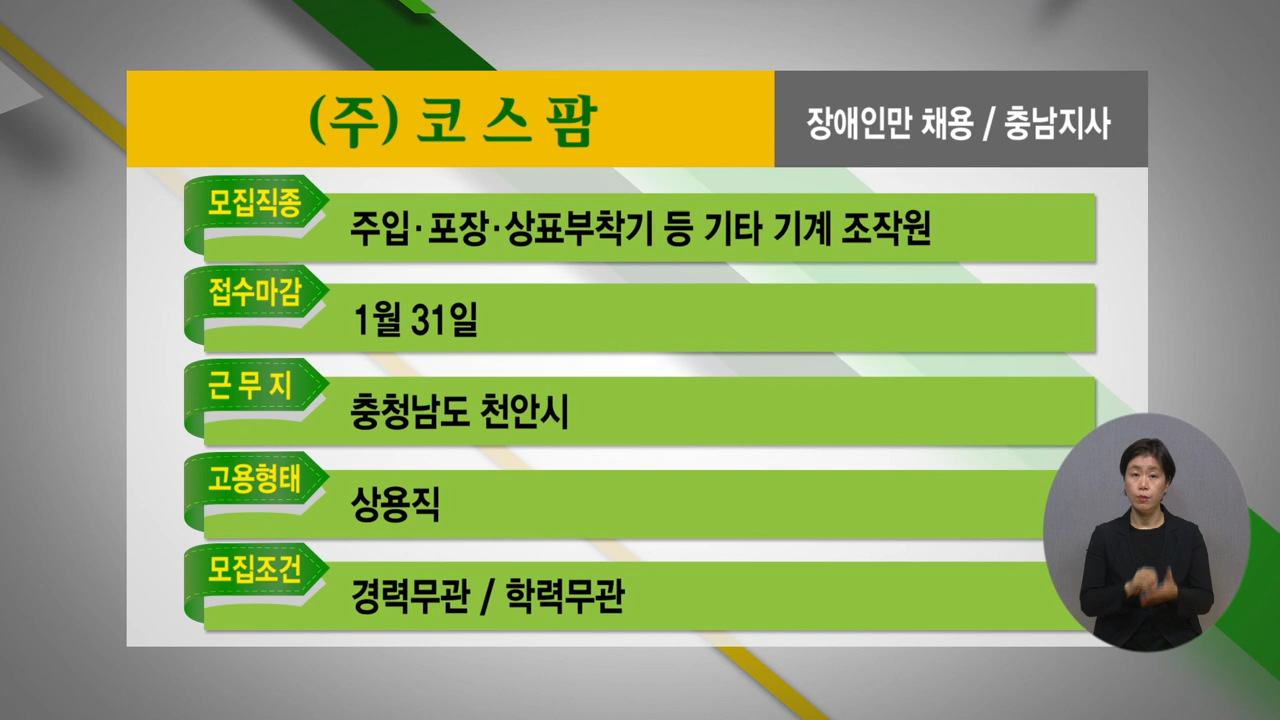 (주) 코스팜
장애인만 채용 / 충남지사
모집직종
주입·포장·상표부착기 등 기타 기계 조작원
접수마감
1월 31일
근 무 지
충청남도 천안시
고용형태
상용직
모집조건
경력무관 / 학력무관